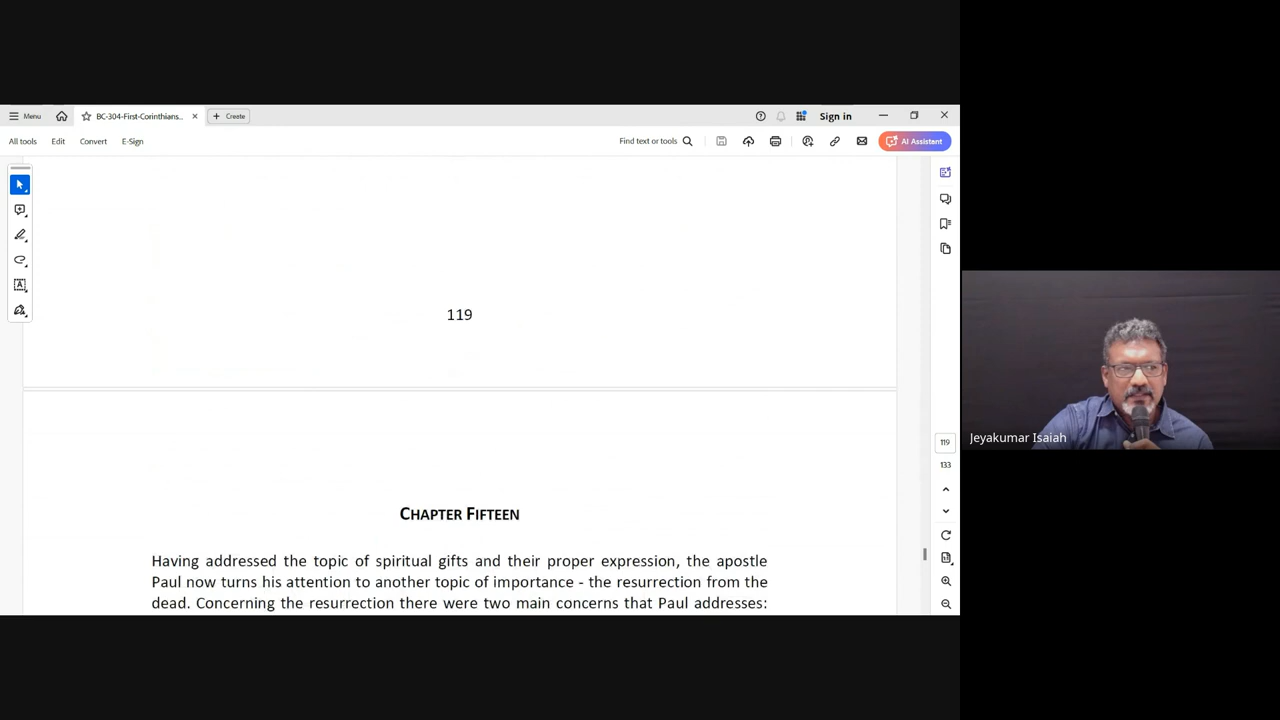 Menu
BC-304-First-Corinthians...
Create
Sign in
All tools
Edit
Convert
E-Sign
Find text or tools
AI Assistant
119
119
133
CHAPTER FIFTEEN
Having addressed the topic of spiritual gifts and their proper expression, the apostle
Paul now turns his attention to another topic of importance - the resurrection from the
dead. Concerning the resurrection there were two main concerns that Paul addresses:
Jeyakumar Isaiah